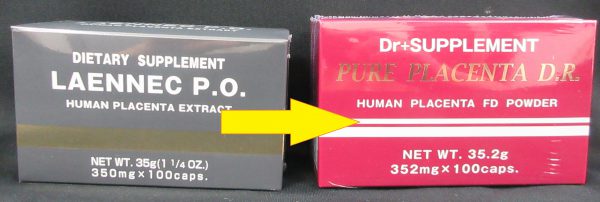 DIETARY SUPPLEMENT
LAENNEC P.O.
HUMAN PLACENTA EXTRACT
NET WT. 35g(1 1/4 OZ.)
350mg×100caps.
Dr+SUPPLEMENT
PURE PLACENTA D.R.
HUMAN PLACENTA FD POWDER
NET WT. 35.2g
352mg×100caps.